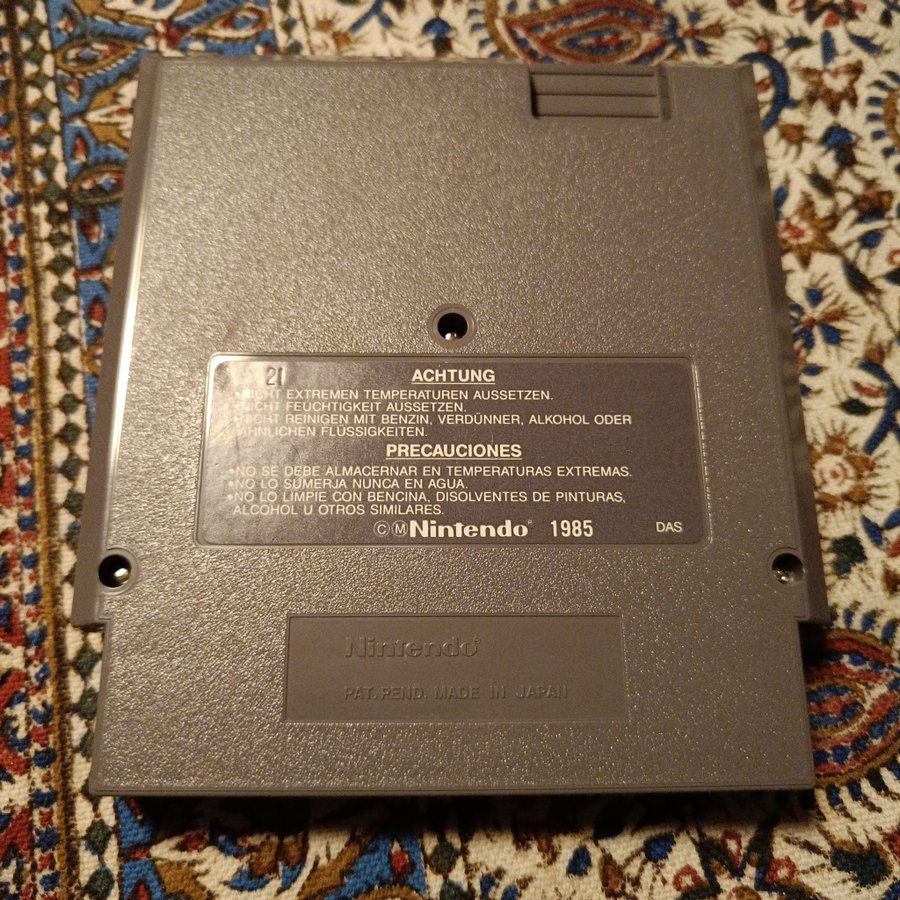 21
ACHTUNG
•NICHT EXTREMEN TEMPERATUREN AUSSETZEN.
•NICHT FEUCHTIGKEIT AUSSETZEN.
•NICHT REINIGEN MIT BENZIN, VERDÜNNER, ALKOHOL ODER
ÄHNLICHEN FLÜSSIGKEITEN.
PRECAUCIONES
•NO SE DEBE ALMACERNAR EN TEMPERATURAS EXTREMAS.
•NO LO SUMERJA NUNCA EN AGUA.
•NO LO LIMPIE CON BENCINA, DISOLVENTES DE PINTURAS,
ALCOHOL U OTROS SIMILARES.
ⒸⓂNintendo® 1985 DAS
Nintendo®
PAT. PEND. MADE IN JAPAN